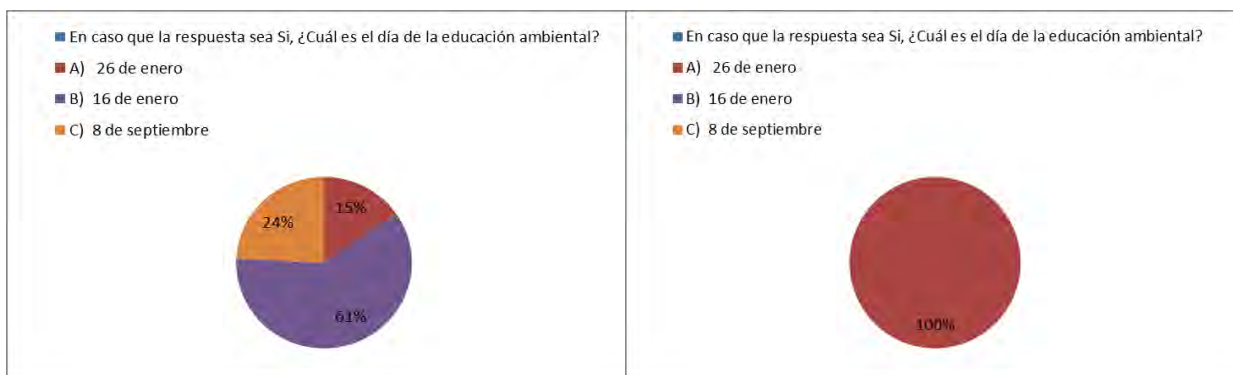 En caso que la respuesta sea Si, ¿Cuál es el día de la educación ambiental?
A) 26 de enero
B) 16 de enero
C) 8 de septiembre
15%
24%
61%
En caso que la respuesta sea Si, ¿Cuál es el día de la educación ambiental?
A) 26 de enero
B) 16 de enero
C) 8 de septiembre
100%